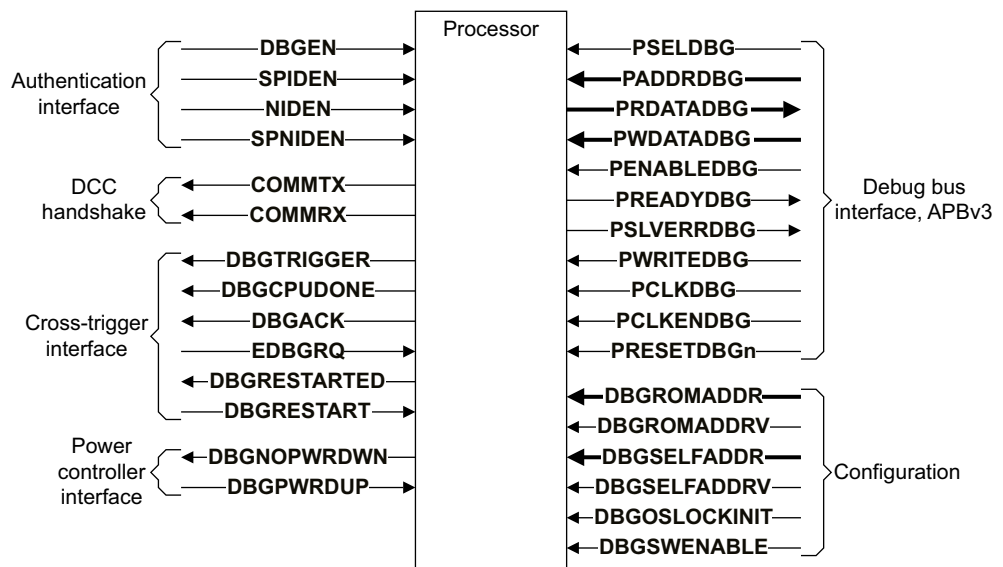 Processor
Authentication
interface
DBGEN
SPIDEN
NIDEN
SPNIDEN
DCC
handshake
COMMTX
COMMRX
Cross-trigger
interface
DBGTRIGGER
DBGCPUDONE
DBGACK
EDBGRQ
DBGRESTARTED
DBGRESTART
Power
controller
interface
DBGNOPWRDWN
DBGPWRDUP
PSELDBG
PADDRDBG
PRDATADBG
PWDATADBG
PENABLEDBG
PREADYDBG
PSLVERRDBG
PWRITEDBG
PCLKDBG
PCLKENDBG
PRESETDBGn
Debug bus
interface, APBv3
DBGROMADDR
DBGROMADDRV
DBGSELFADDR
DBGSELFADDRV
DBGOSLOCKINIT
DBGSWENABLE
Configuration